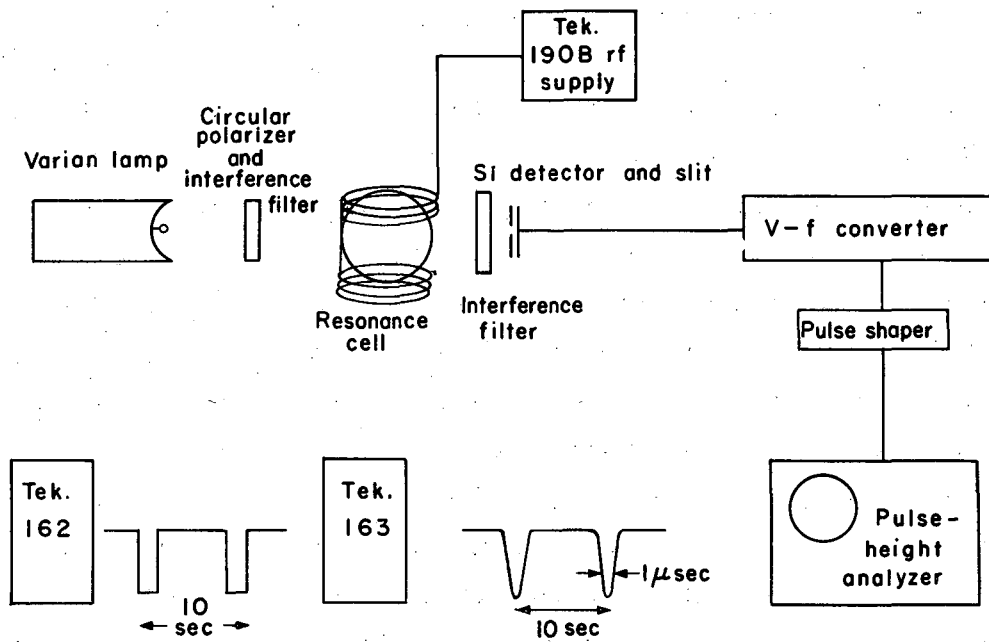 Tek.
190B rf
supply
Circular
polarizer
and
interference
filter
Varian lamp
Si detector and slit
V-f converter
Resonance
cell
Interference
filter
Pulse shaper
Tek.
162
10
sec
Tek.
163
1μsec
10 sec
Pulse-
height
analyzer